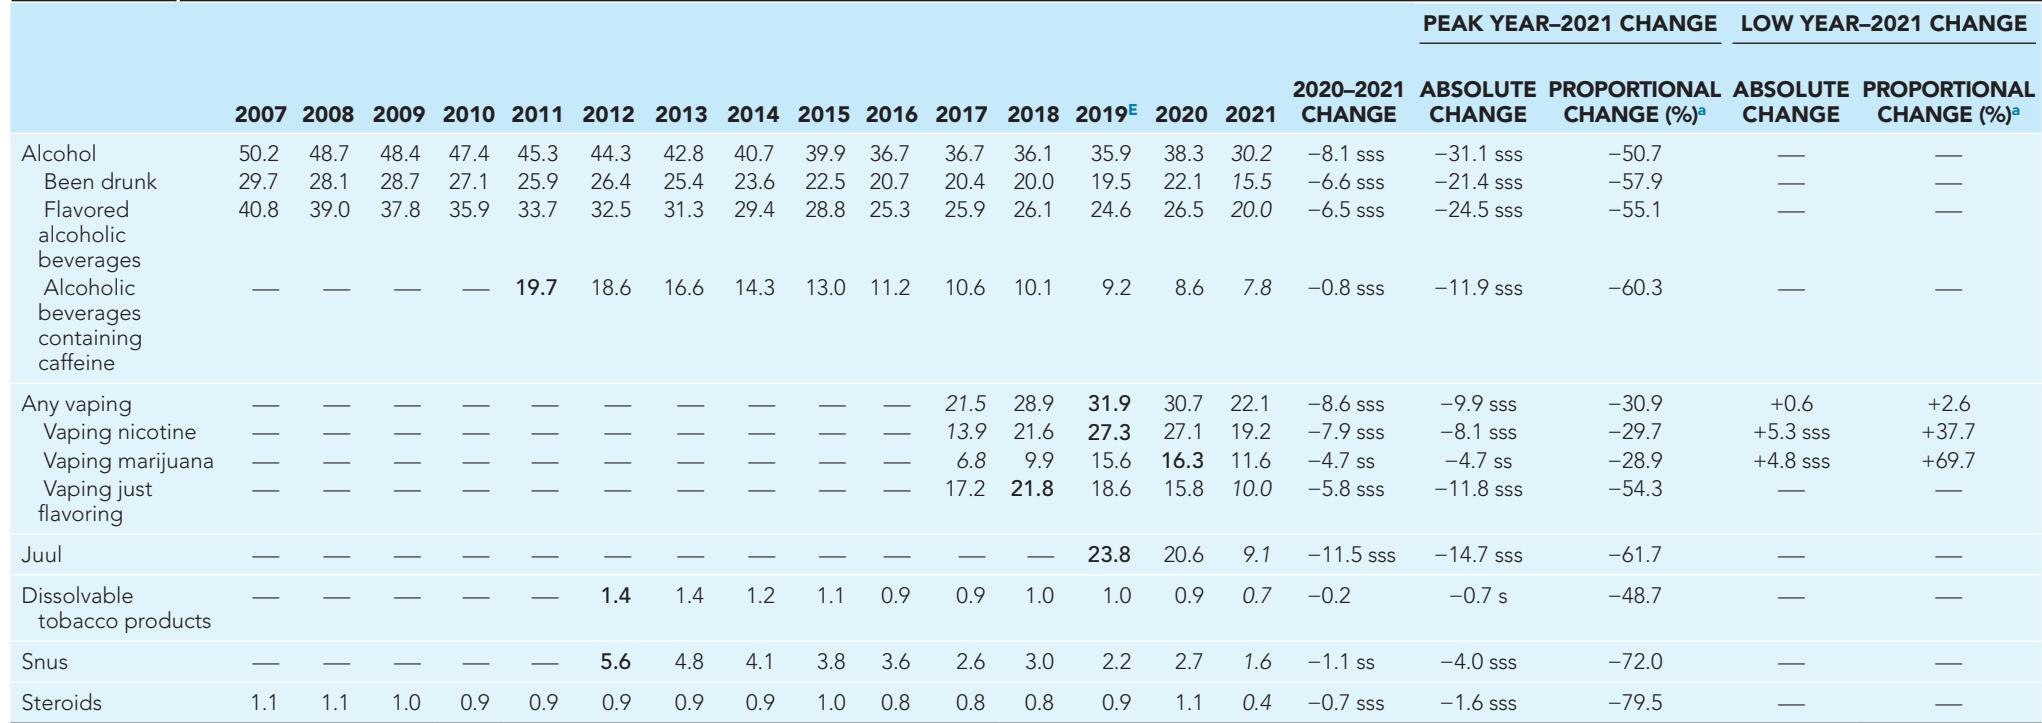 PEAK YEAR–2021 CHANGE LOW YEAR–2021 CHANGE
2020–2021 ABSOLUTE PROPORTIONAL ABSOLUTE PROPORTIONAL
2007 2008 2009 2010 2011 2012 2013 2014 2015 2016 2017 2018 2019E 2020 2021 CHANGE CHANGE CHANGE (%)a CHANGE CHANGE (%)a
Alcohol 50.2 48.7 48.4 47.4 45.3 44.3 42.8 40.7 39.9 36.7 36.7 36.1 35.9 38.3 30.2 −8.1 sss −31.1 sss −50.7 — —
Been drunk 29.7 28.1 28.7 27.1 25.9 26.4 25.4 23.6 22.5 20.7 20.4 20.0 19.5 22.1 15.5 −6.6 sss −21.4 sss −57.9 — —
Flavored 40.8 39.0 37.8 35.9 33.7 32.5 31.3 29.4 28.8 25.3 25.9 26.1 24.6 26.5 20.0 −6.5 sss −24.5 sss −55.1 — —
alcoholic
beverages
Alcoholic — — — — 19.7 18.6 16.6 14.3 13.0 11.2 10.6 10.1 9.2 8.6 7.8 −0.8 sss −11.9 sss −60.3 — —
beverages
containing
caffeine
Any vaping — — — — — — — — — — 21.5 28.9 31.9 30.7 22.1 −8.6 sss −9.9 sss −30.9 +0.6 +2.6
Vaping nicotine — — — — — — — — — — 13.9 21.6 27.3 27.1 19.2 −7.9 sss −8.1 sss −29.7 +5.3 sss +37.7
Vaping marijuana — — — — — — — — — — 6.8 9.9 15.6 16.3 11.6 −4.7 ss −4.7 ss −28.9 +4.8 sss +69.7
Vaping just — — — — — — — — — — 17.2 21.8 18.6 15.8 10.0 −5.8 sss −11.8 sss −54.3 — —
flavoring
Juul — — — — — — — — — — — — 23.8 20.6 9.1 −11.5 sss −14.7 sss −61.7 — —
Dissolvable — — — — — 1.4 1.4 1.2 1.1 0.9 0.9 1.0 1.0 0.9 0.7 −0.2 −0.7 s −48.7 — —
tobacco products
Snus — — — — — 5.6 4.8 4.1 3.8 3.6 2.6 3.0 2.2 2.7 1.6 −1.1 ss −4.0 sss −72.0 — —
Steroids 1.1 1.1 1.0 0.9 0.9 0.9 0.9 0.9 1.0 0.8 0.8 0.8 0.9 1.1 0.4 −0.7 sss −1.6 sss −79.5 — —